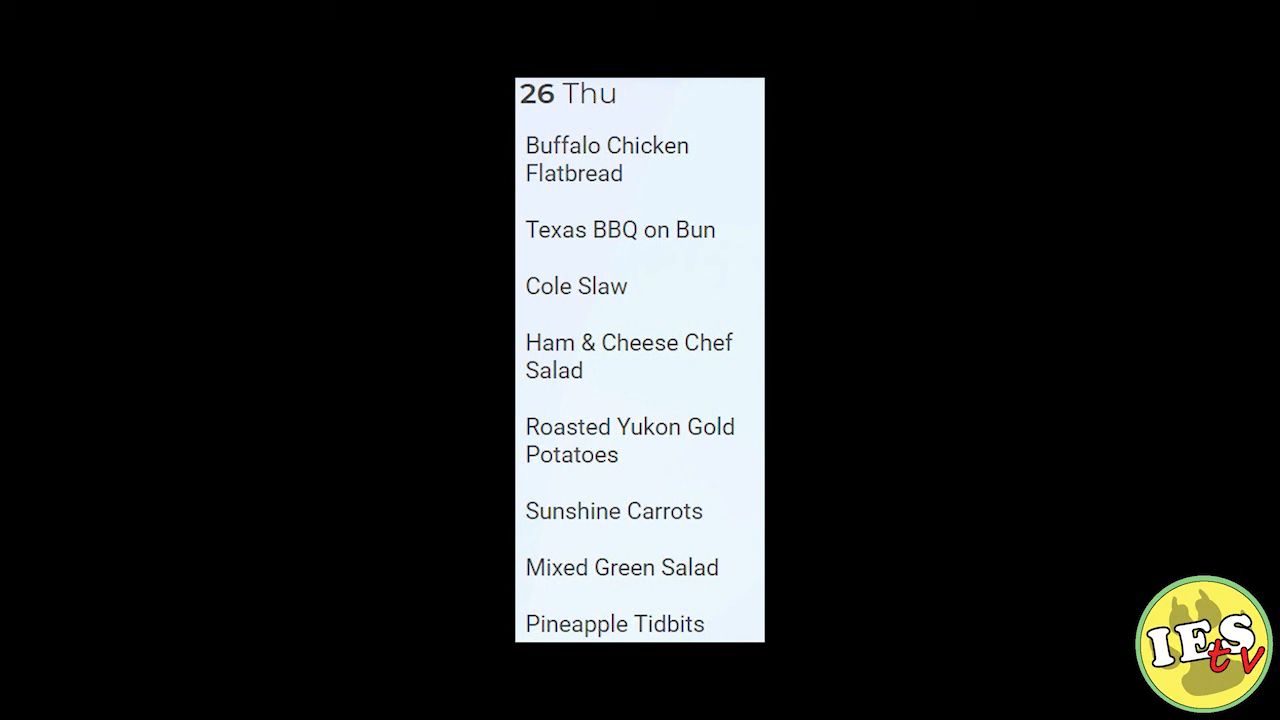 26 Thu
Buffalo Chicken
Flatbread
Texas BBQ on Bun
Cole Slaw
Ham & Cheese Chef
Salad
Roasted Yukon Gold
Potatoes
Sunshine Carrots
Mixed Green Salad
Pineapple Tidbits
IES
tv